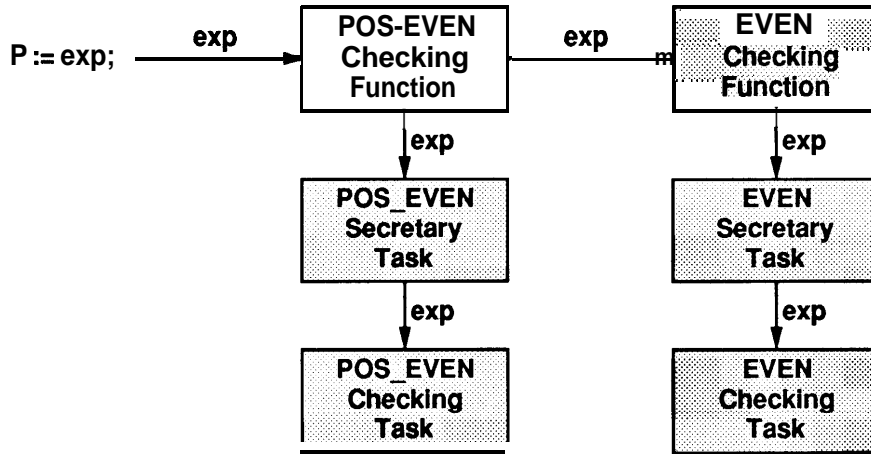 P := exp;
exp
POS-EVEN
Checking
Function
exp
m
EVEN
Checking
Function
exp
exp
POS_EVEN
Secretary
Task
EVEN
Secretary
Task
exp
exp
POS_EVEN
Checking
Task
EVEN
Checking
Task